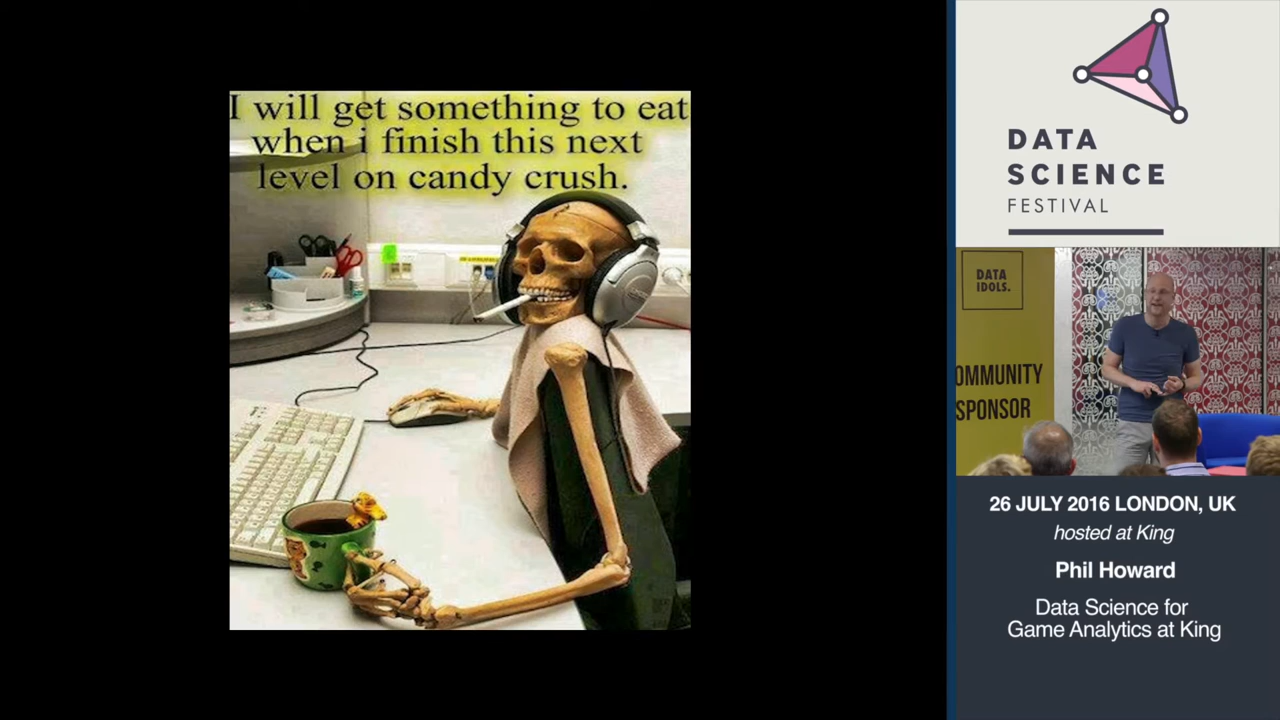 I will get something to eat
when i finish this next
level on candy crush.
DATA
SCIENCE
FESTIVAL
DATA
IDOLS.
OMMUNITY
SPONSOR
26 JULY 2016 LONDON, UK
hosted at King
Phil Howard
Data Science for
Game Analytics at King